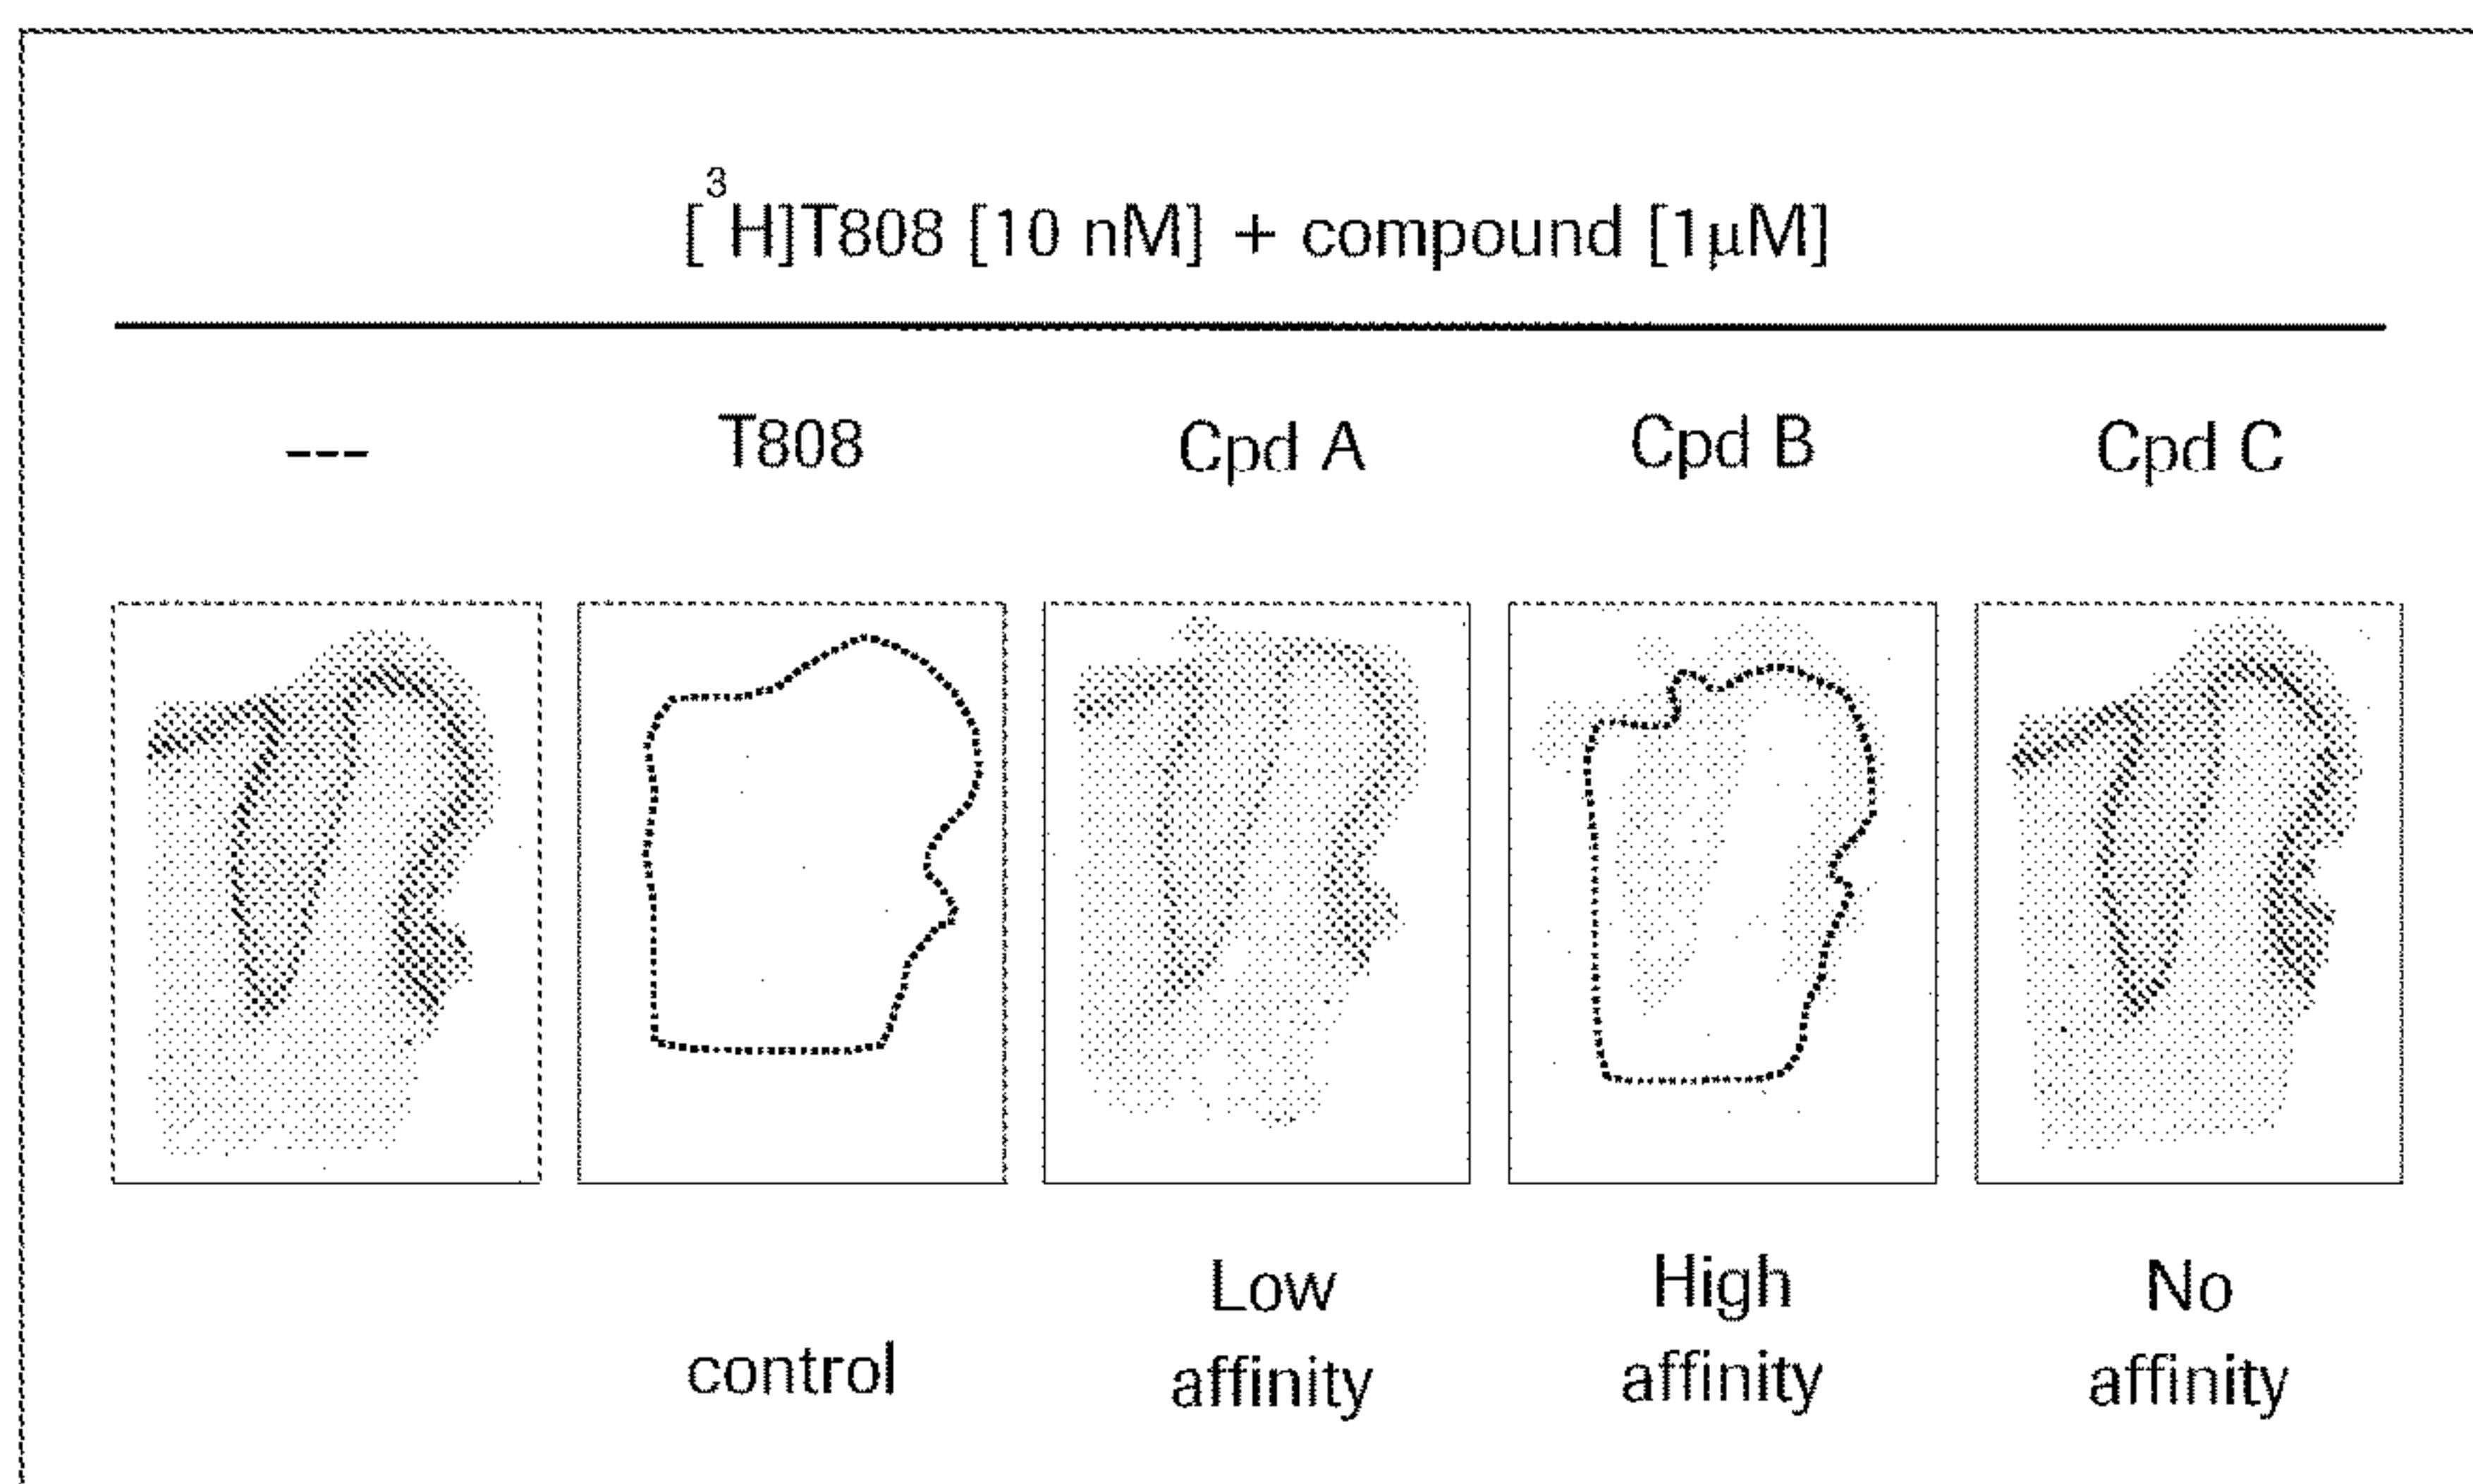 [³H]T808 [10 nM] + compound [1µM]
--- T808 Cpd A Cpd B Cpd C
control Low affinity High affinity No affinity